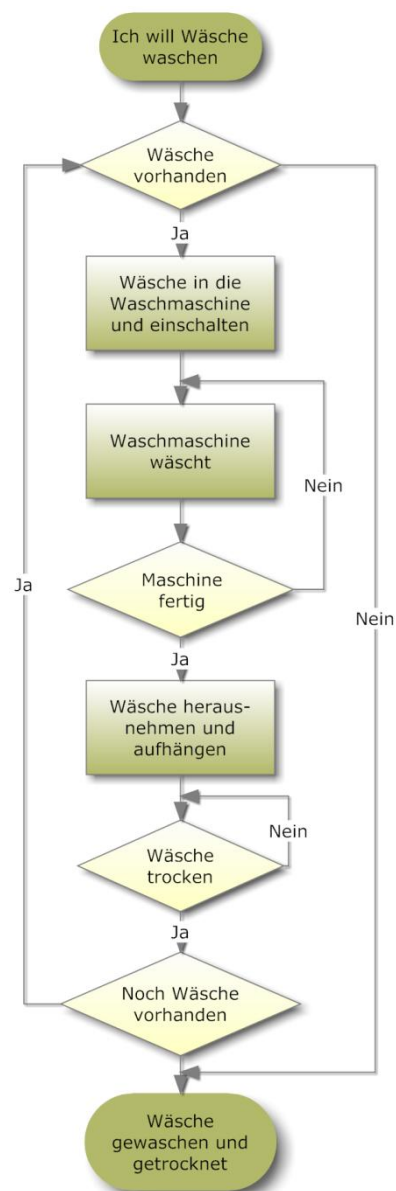 Ich will Wäsche
waschen
Wäsche
vorhanden
Ja
Wäsche in die
Waschmaschine
und einschalten
Waschmaschine
wäscht
Nein
Maschine
fertig
Ja
Nein
Ja
Wäsche heraus-
nehmen und
aufhängen
Nein
Wäsche
trocken
Ja
Noch Wäsche
vorhanden
Wäsche
gewaschen und
getrocknet